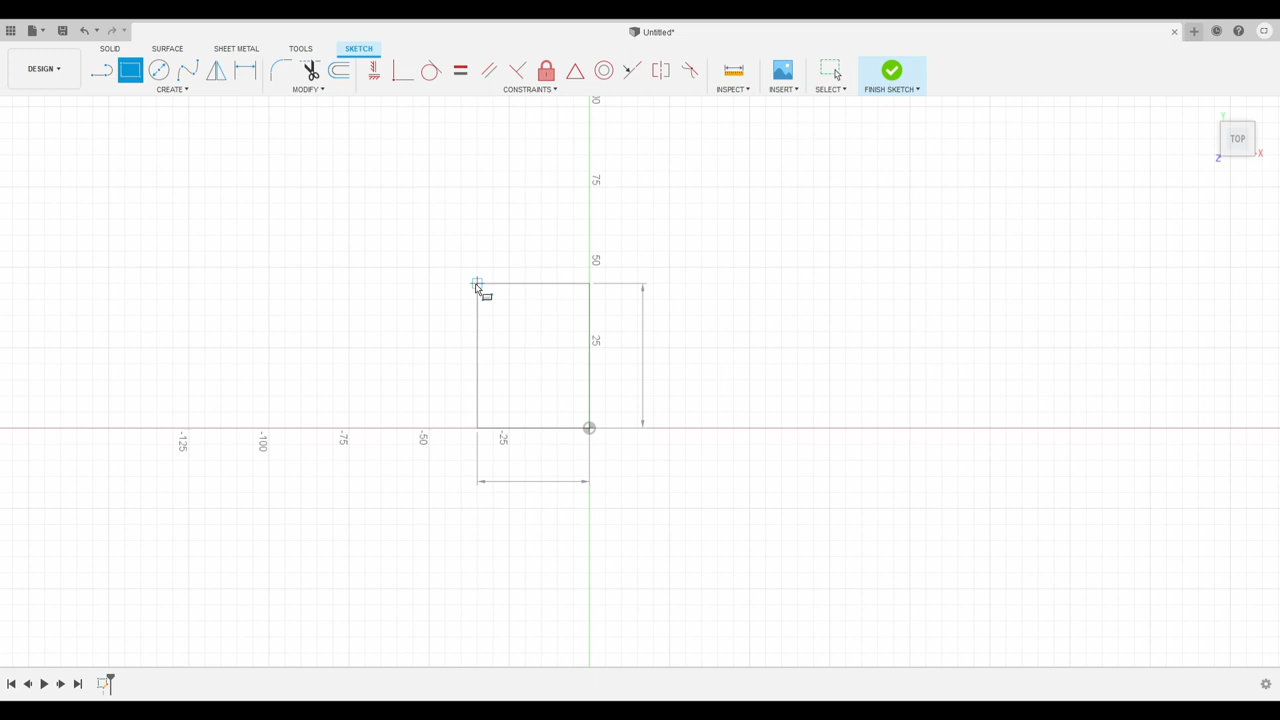 Untitled*
SOLID SURFACE SHEET METAL TOOLS SKETCH
DESIGN
CREATE MODIFY CONSTRAINTS INSPECT INSERT SELECT FINISH SKETCH
Y
TOP
X
Z
75
50
25
-125 -100 -75 -50 -25